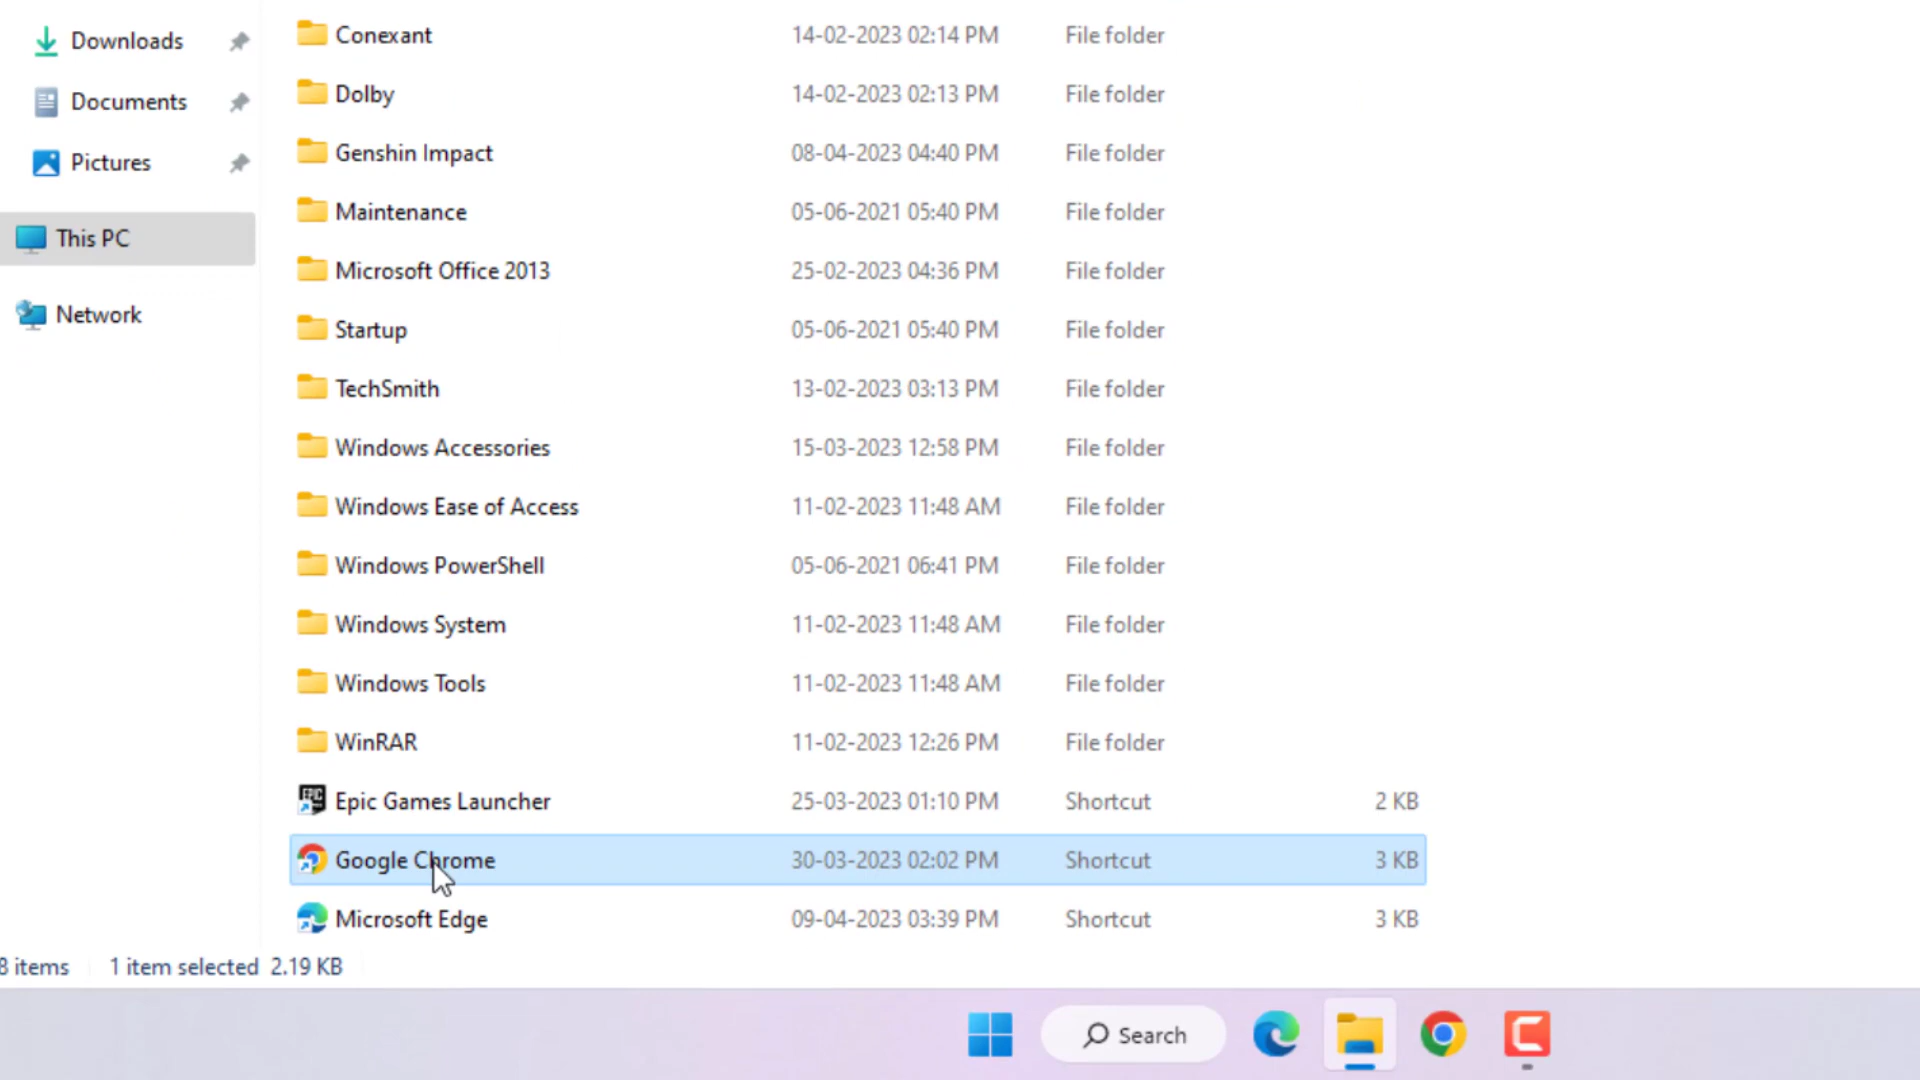 Downloads
Documents
Pictures
This PC
Network
Conexant 14-02-2023 02:14 PM File folder
Dolby 14-02-2023 02:13 PM File folder
Genshin Impact 08-04-2023 04:40 PM File folder
Maintenance 05-06-2021 05:40 PM File folder
Microsoft Office 2013 25-02-2023 04:36 PM File folder
Startup 05-06-2021 05:40 PM File folder
TechSmith 13-02-2023 03:13 PM File folder
Windows Accessories 15-03-2023 12:58 PM File folder
Windows Ease of Access 11-02-2023 11:48 AM File folder
Windows PowerShell 05-06-2021 06:41 PM File folder
Windows System 11-02-2023 11:48 AM File folder
Windows Tools 11-02-2023 11:48 AM File folder
WinRAR 11-02-2023 12:26 PM File folder
EPIC Epic Games Launcher 25-03-2023 01:10 PM Shortcut 2 KB
Google Chrome 30-03-2023 02:02 PM Shortcut 3 KB
Microsoft Edge 09-04-2023 03:39 PM Shortcut 3 KB
8 items 1 item selected 2.19 KB
Search